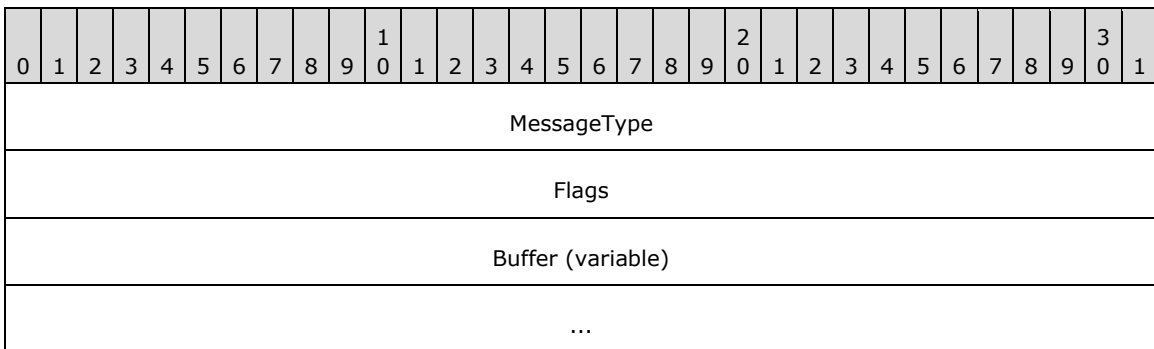 1 2 3
0 1 2 3 4 5 6 7 8 9 0 1 2 3 4 5 6 7 8 9 0 1 2 3 4 5 6 7 8 9 0 1
MessageType
Flags
Buffer (variable)
...